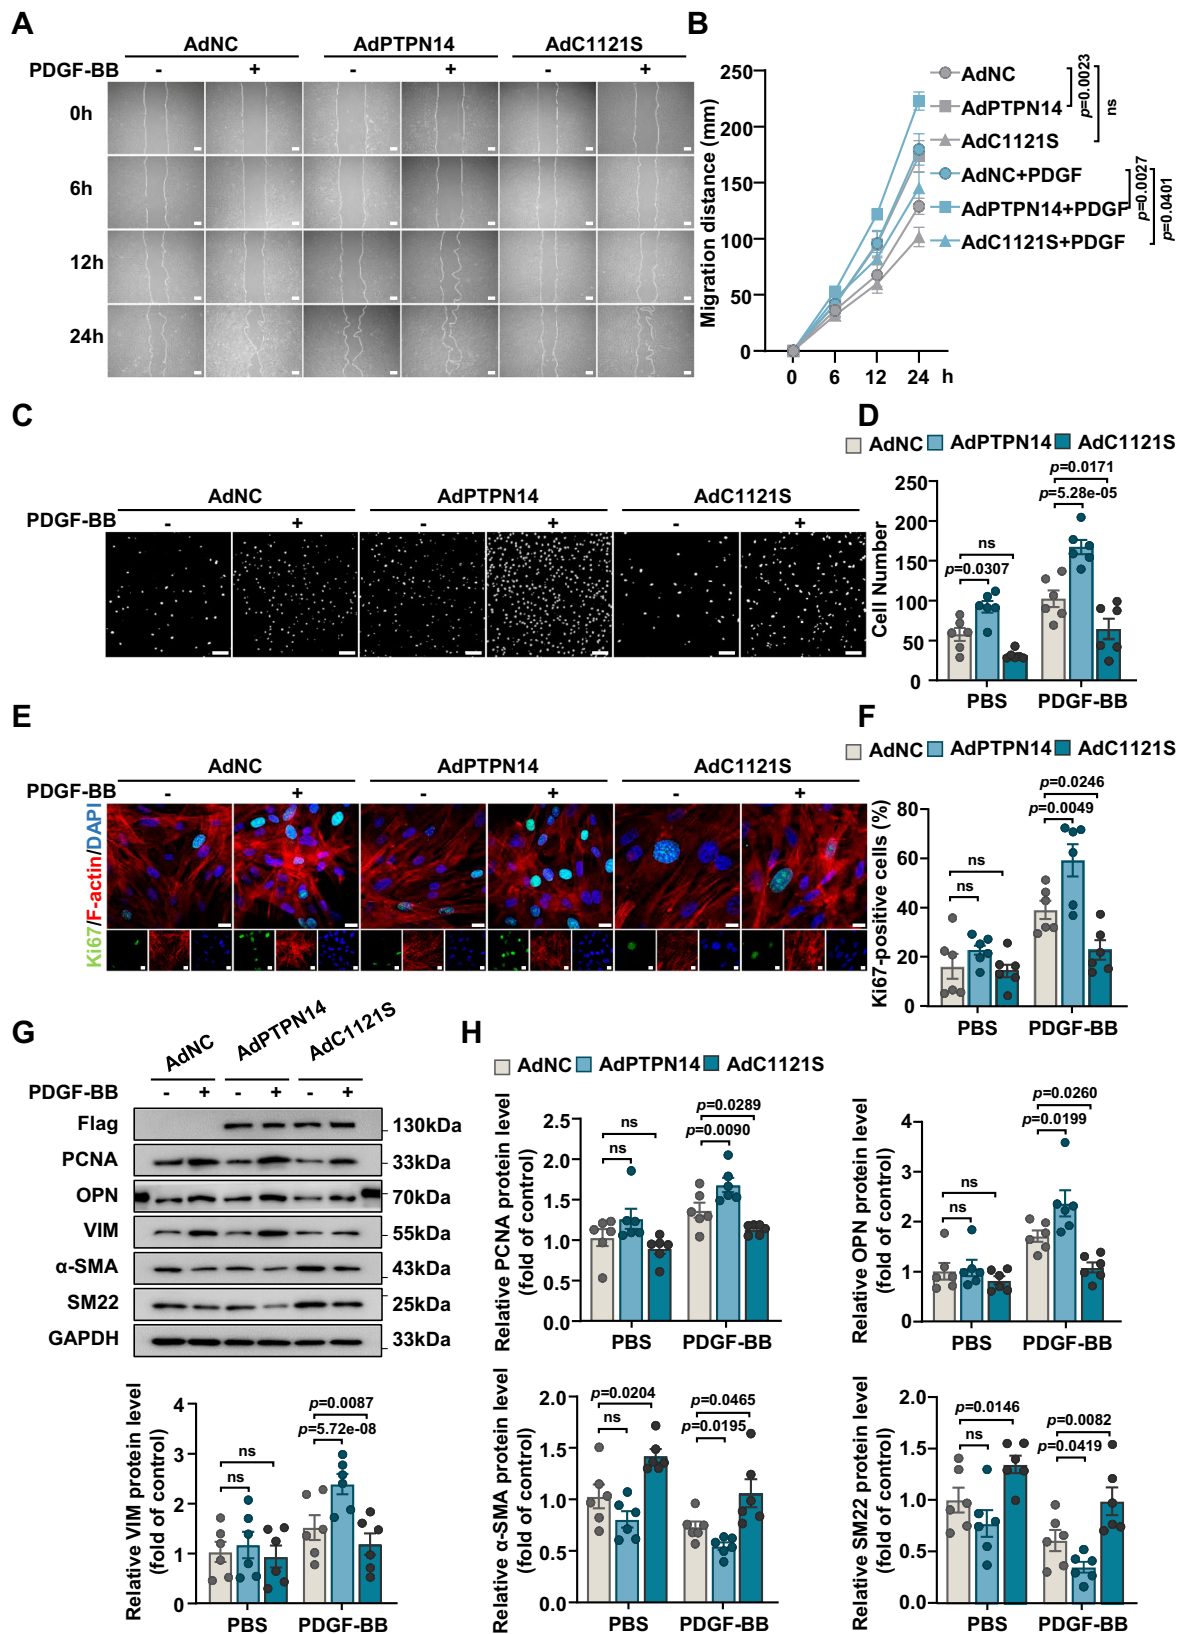 A
AdNC AdPTPN14 AdC1121S
PDGF-BB - + - + - +
0h
6h
12h
24h
B
Migration distance (mm)
250
200
150
100
50
0
0 6 12 24 h
AdNC
AdPTPN14
AdC1121S
AdNC+PDGF
AdPTPN14+PDGF
AdC1121S+PDGF
p=0.0023
ns
p=0.0027
p=0.0401
C
AdNC AdPTPN14 AdC1121S
PDGF-BB - + - + - +
D
AdNC AdPTPN14 AdC1121S
Cell Number
250
200
150
100
50
0
ns
p=0.0307
p=0.0171
p=5.28e-05
PBS PDGF-BB
E
AdNC AdPTPN14 AdC1121S
PDGF-BB - + - + - +
Ki67/F-actin/DAPI
F
AdNC AdPTPN14 AdC1121S
Ki67-positive cells (%)
80
60
40
20
0
ns
ns
p=0.0246
p=0.0049
PBS PDGF-BB
G
AdNC AdPTPN14 AdC1121S
PDGF-BB - + - + - +
Flag 130kDa
PCNA 33kDa
OPN 70kDa
VIM 55kDa
α-SMA 43kDa
SM22 25kDa
GAPDH 33kDa
H
AdNC AdPTPN14 AdC1121S
Relative PCNA protein level
(fold of control)
2.5
2.0
1.5
1.0
0.5
0.0
ns
ns
p=0.0289
p=0.0090
PBS PDGF-BB
Relative OPN protein level
(fold of control)
4
3
2
1
0
ns
ns
p=0.0260
p=0.0199
PBS PDGF-BB
Relative VIM protein level
(fold of control)
4
3
2
1
0
ns
ns
p=0.0087
p=5.72e-08
PBS PDGF-BB
Relative α-SMA protein level
(fold of control)
2.0
1.5
1.0
0.5
0.0
p=0.0204
ns
p=0.0465
p=0.0195
PBS PDGF-BB
Relative SM22 protein level
(fold of control)
2.0
1.5
1.0
0.5
0.0
p=0.0146
ns
p=0.0082
p=0.0419
PBS PDGF-BB